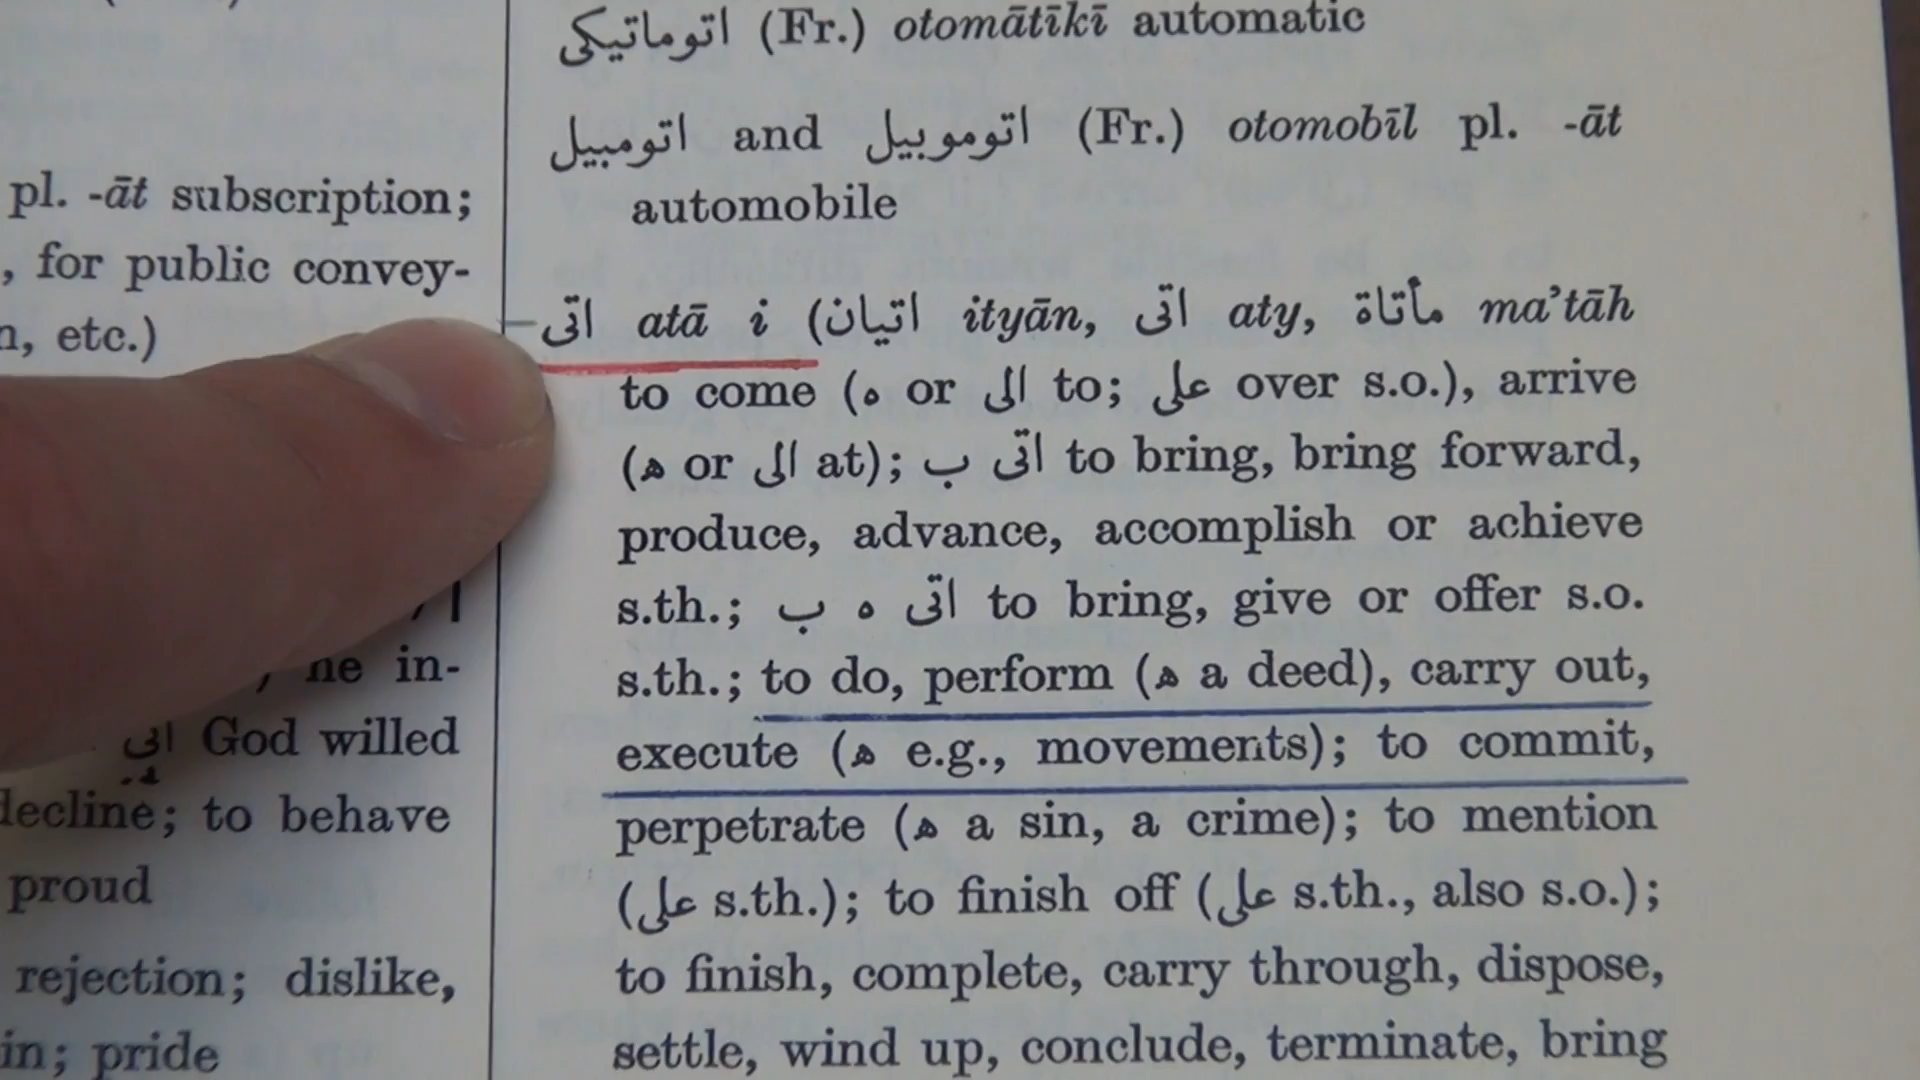 pl. -āt subscription;
, for public convey-
n, etc.)
he in-
ابى God willed
decline; to behave
proud
rejection; dislike,
in; pride
اتوماتيكى (Fr.) otomātīkī automatic
اتومبيل and اتوموبيل (Fr.) otomobīl pl. -āt
automobile
اتى atā i (اتيان ityān, اتى aty, مأتاة ma’tāh
to come (ه or الى to; على over s.o.), arrive
(ھ or الى at); اتى ب to bring, bring forward,
produce, advance, accomplish or achieve
s.th.; اتى ه ب to bring, give or offer s.o.
s.th.; to do, perform (ھ a deed), carry out,
execute (ھ e.g., movements); to commit,
perpetrate (ھ a sin, a crime); to mention
(على s.th.); to finish off (على s.th., also s.o.);
to finish, complete, carry through, dispose,
settle, wind up, conclude, terminate, bring